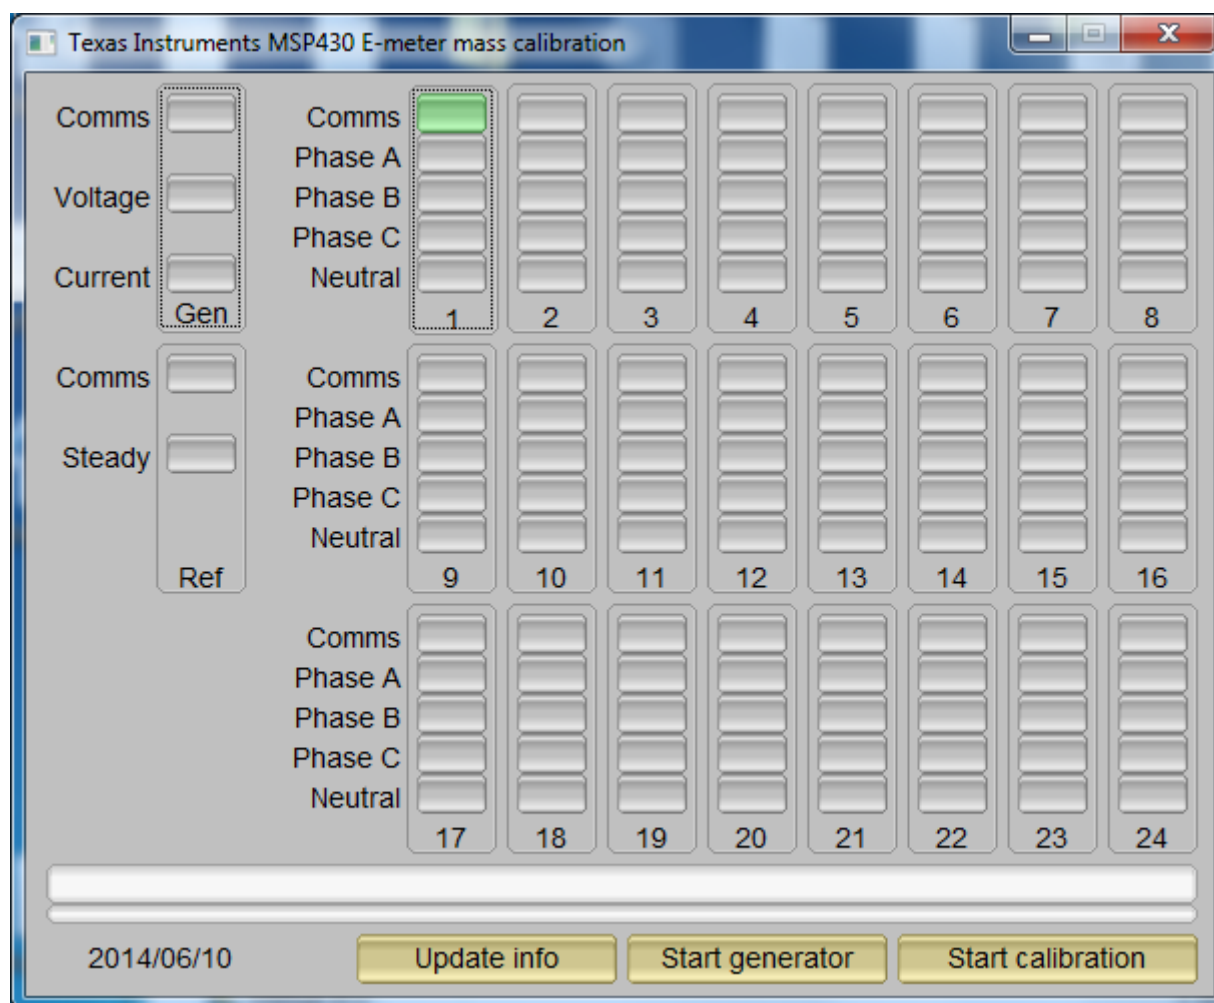 Texas Instruments MSP430 E-meter mass calibration
Comms
Voltage
Current
Gen
Comms
Phase A
Phase B
Phase C
Neutral
1 2 3 4 5 6 7 8
Comms
Steady
Ref
Comms
Phase A
Phase B
Phase C
Neutral
9 10 11 12 13 14 15 16
Comms
Phase A
Phase B
Phase C
Neutral
17 18 19 20 21 22 23 24
2014/06/10 Update info Start generator Start calibration